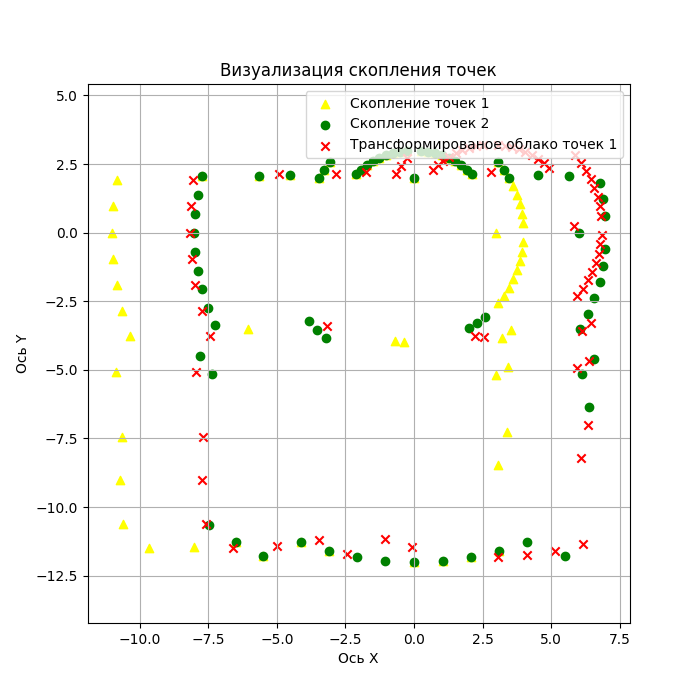 Визуализация скопления точек
Скопление точек 1
Скопление точек 2
Трансформированое облако точек 1
Ось Y
5.0
2.5
0.0
−2.5
−5.0
−7.5
−10.0
−12.5
−10.0 −7.5 −5.0 −2.5 0.0 2.5 5.0 7.5
Ось X